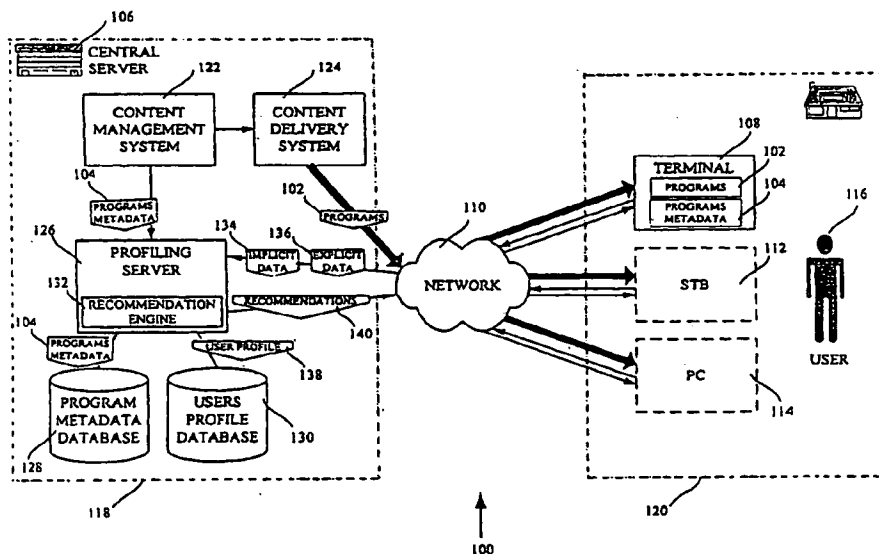 106
CENTRAL
SERVER
122
124
CONTENT
MANAGEMENT
SYSTEM
CONTENT
DELIVERY
SYSTEM
104
PROGRAMS
METADATA
102
PROGRAMS
126
PROFILING
SERVER
134
136
IMPLICIT
DATA
EXPLICIT
DATA
132
RECOMMENDATION
ENGINE
RECOMMENDATIONS
140
104
PROGRAMS
METADATA
USER PROFILE
138
PROGRAM
METADATA
DATABASE
128
USERS
PROFILE
DATABASE
130
118
110
NETWORK
100
108
TERMINAL
102
PROGRAMS
104
PROGRAMS
METADATA
116
112
STB
USER
PC
114
120